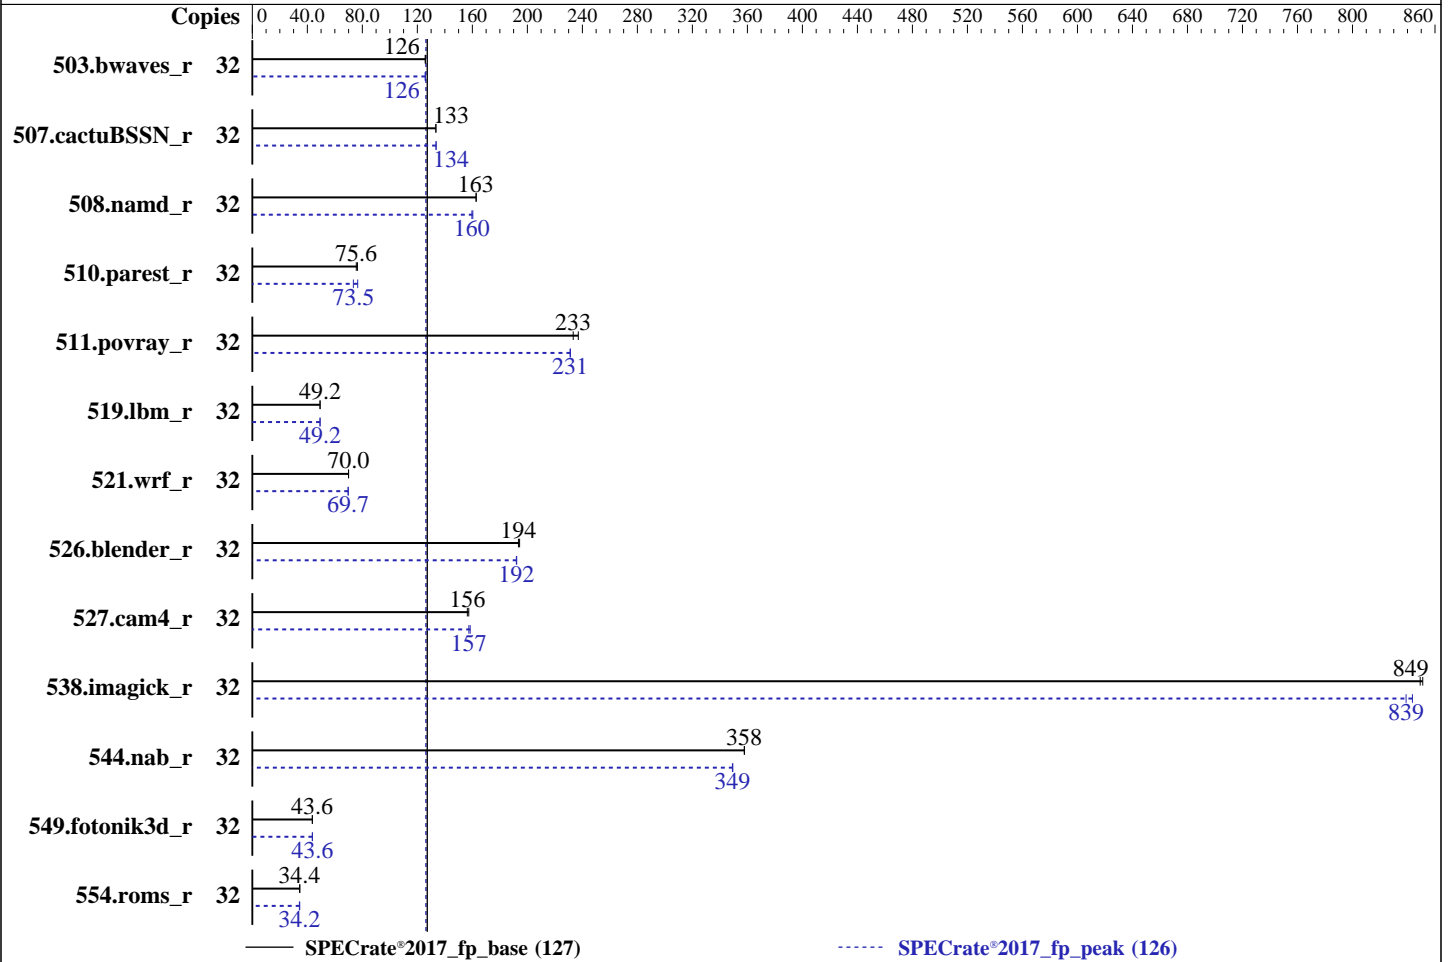 Copies 0 40.0 80.0 120 160 200 240 280 320 360 400 440 480 520 560 600 640 680 720 760 800 860
126
503.bwaves_r 32
126
133
507.cactuBSSN_r 32
134
163
508.namd_r 32
160
75.6
510.parest_r 32
73.5
233
511.povray_r 32
231
49.2
519.lbm_r 32
49.2
70.0
521.wrf_r 32
69.7
194
526.blender_r 32
192
156
527.cam4_r 32
157
849
538.imagick_r 32
839
358
544.nab_r 32
349
43.6
549.fotonik3d_r 32
43.6
34.4
554.roms_r 32
34.2
SPECrate®2017_fp_base (127) SPECrate®2017_fp_peak (126)